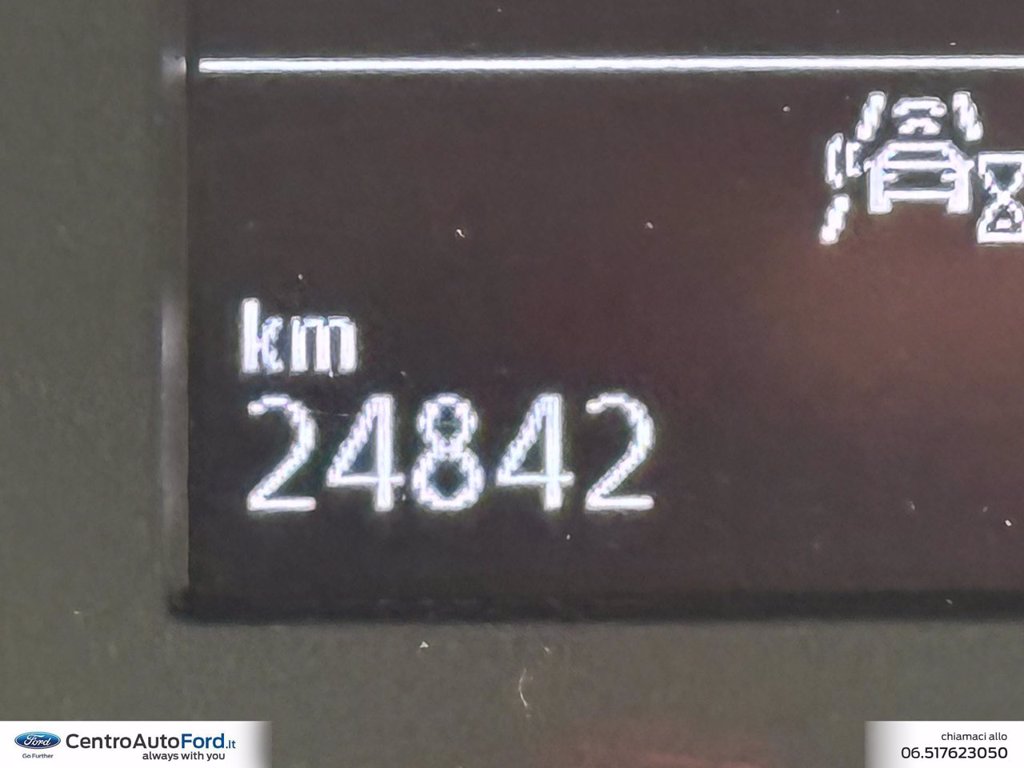 km
24842
Ford
Go Further
CentroAutoFord.it
always with you
chiamaci allo
06.517623050